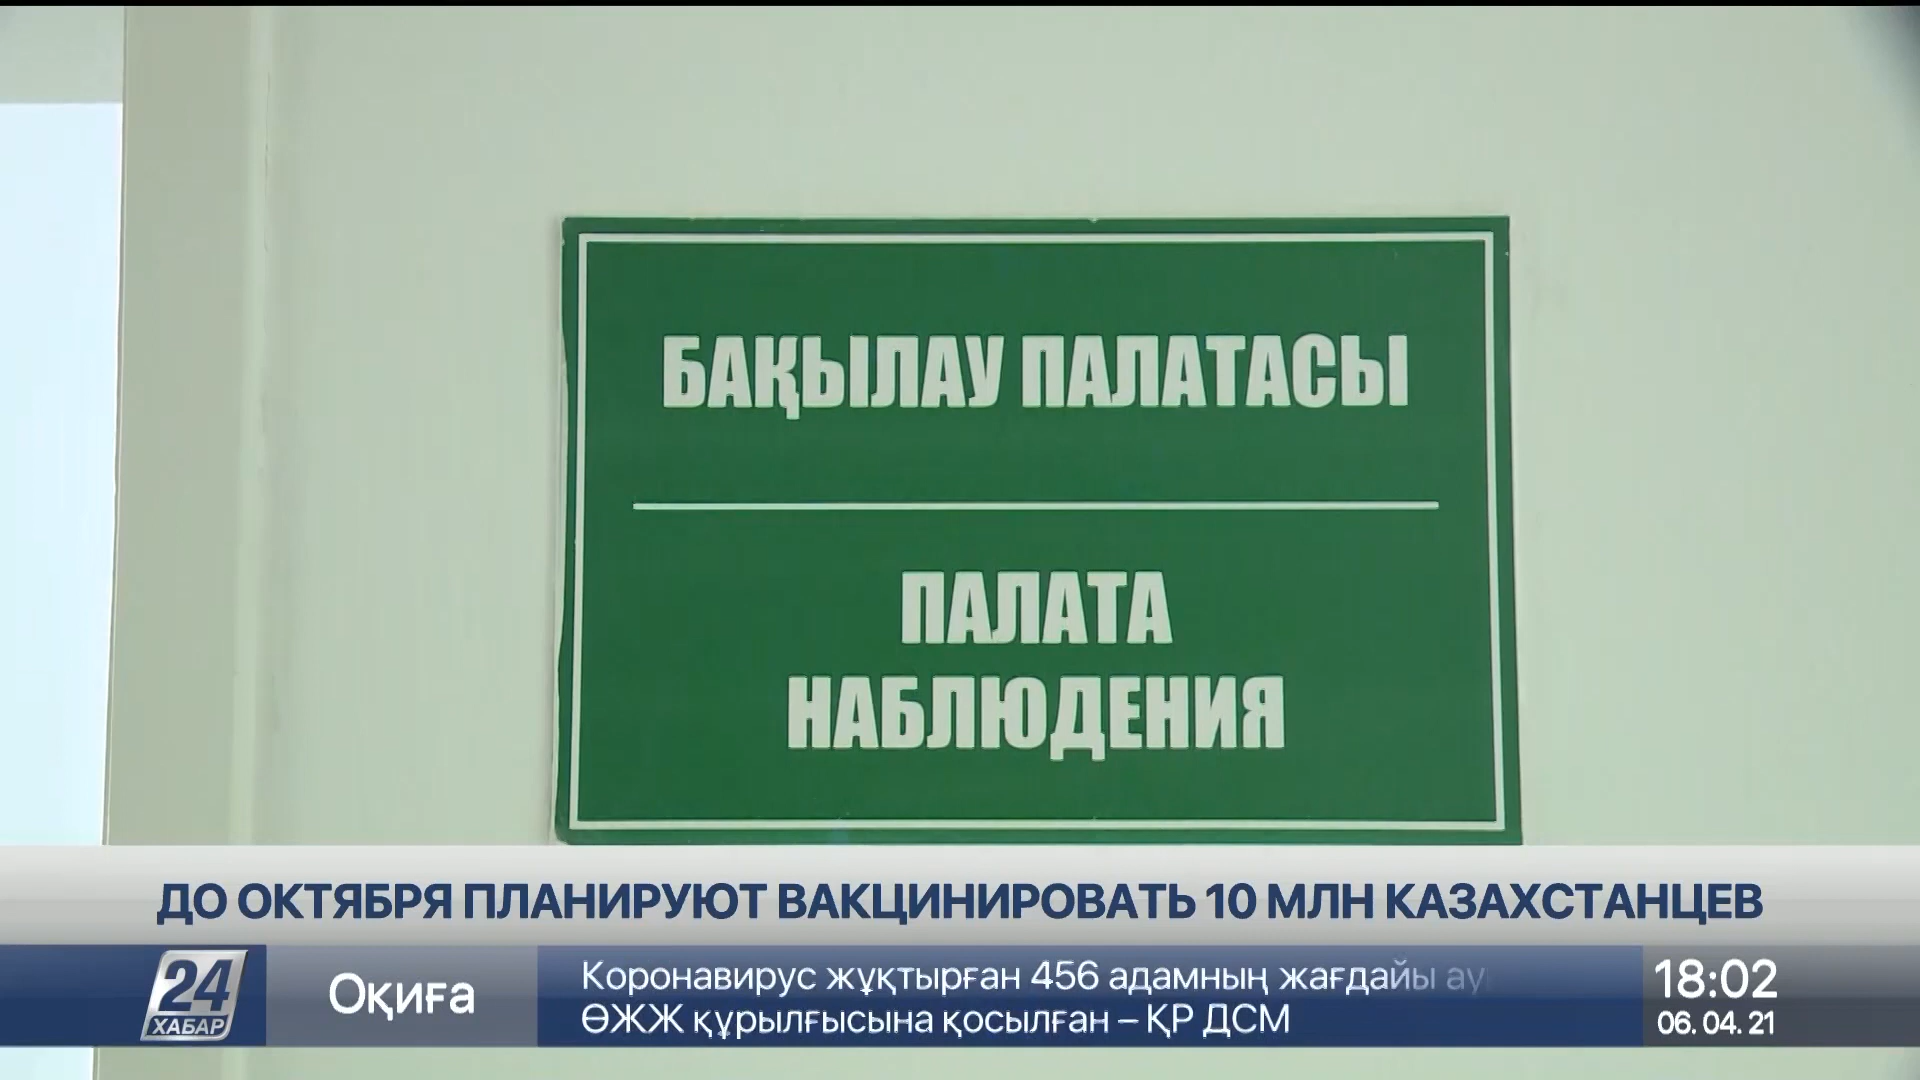 БАҚЫЛАУ ПАЛАТАСЫ
ПАЛАТА
НАБЛЮДЕНИЯ
ДО ОКТЯБРЯ ПЛАНИРУЮТ ВАКЦИНИРОВАТЬ 10 МЛН КАЗАХСТАНЦЕВ
24
ХАБАР
Оқиға
Коронавирус жұқтырған 456 адамның жағдайы
ӨЖЖ құрылғысына қосылған – ҚР ДСМ
18:02
06. 04. 21